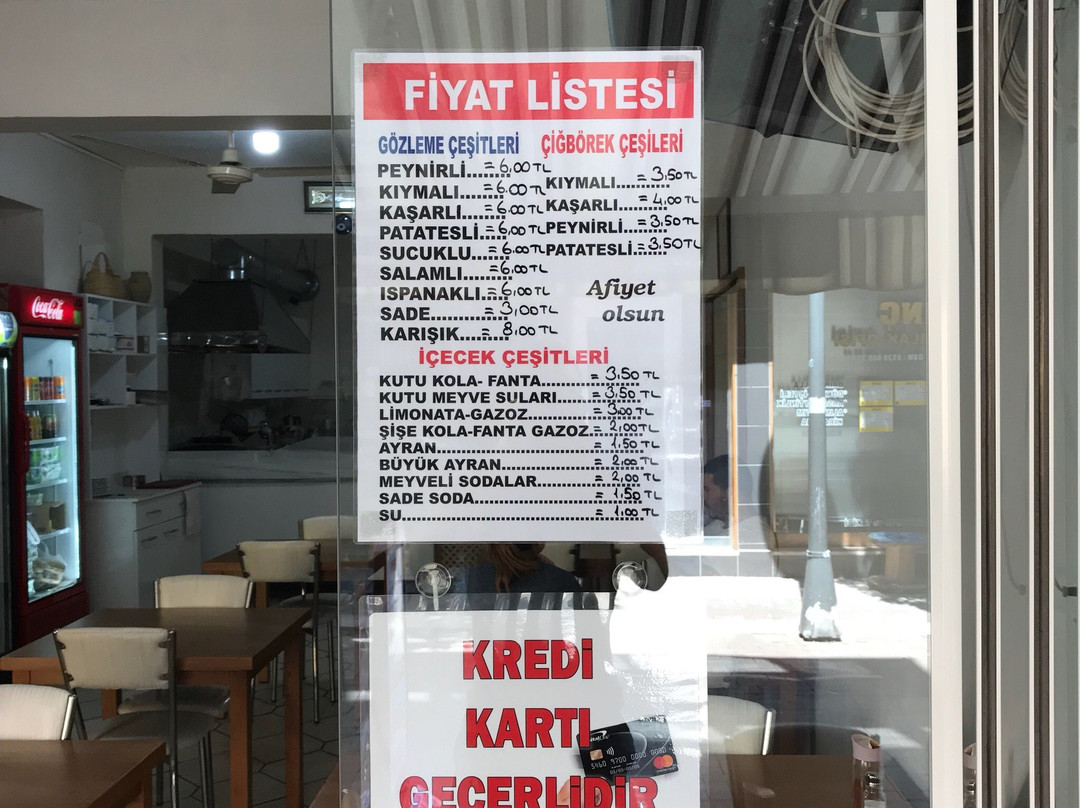 FİYAT LİSTESİ
GÖZLEME ÇEŞİTLERİ
PEYNİRLİ....... = 6,00 TL
KIYMALI...... = 6.00 TL
KAŞARLI...... = 6.00 TL
PATATESLİ.... = 6,00 TL
SUCUKLU..... = 6.00 TL
SALAMLI....... = 6,00 TL
ISPANAKLI.... = 6,00 TL
SADE........... = 3,00 TL
KARIŞIK....... = 8,00 TL
ÇİĞBÖREK ÇEŞİLERİ
KIYMALI........... = 3,50 TL
KAŞARLI........... = 4,00 TL
PEYNİRLİ.......... = 3,50 TL
PATATESLİ....... = 3,50 TL
Afiyet
olsun
İÇECEK ÇEŞİTLERİ
KUTU KOLA- FANTA............... = 3,50 TL
KUTU MEYVE SULARI............. = 3,50 TL
LİMONATA-GAZOZ................ = 3,00 TL
ŞİŞE KOLA-FANTA GAZOZ...... = 2,00 TL
AYRAN................................ = 1,50 TL
BÜYÜK AYRAN...................... = 2,00 TL
MEYVELİ SODALAR................ = 2,00 TL
SADE SODA......................... = 1,50 TL
SU..................................... = 1,00 TL
KREDİ
KARTI
GEÇERLİDİR
5460 9700 0000 0000
Coca-Cola